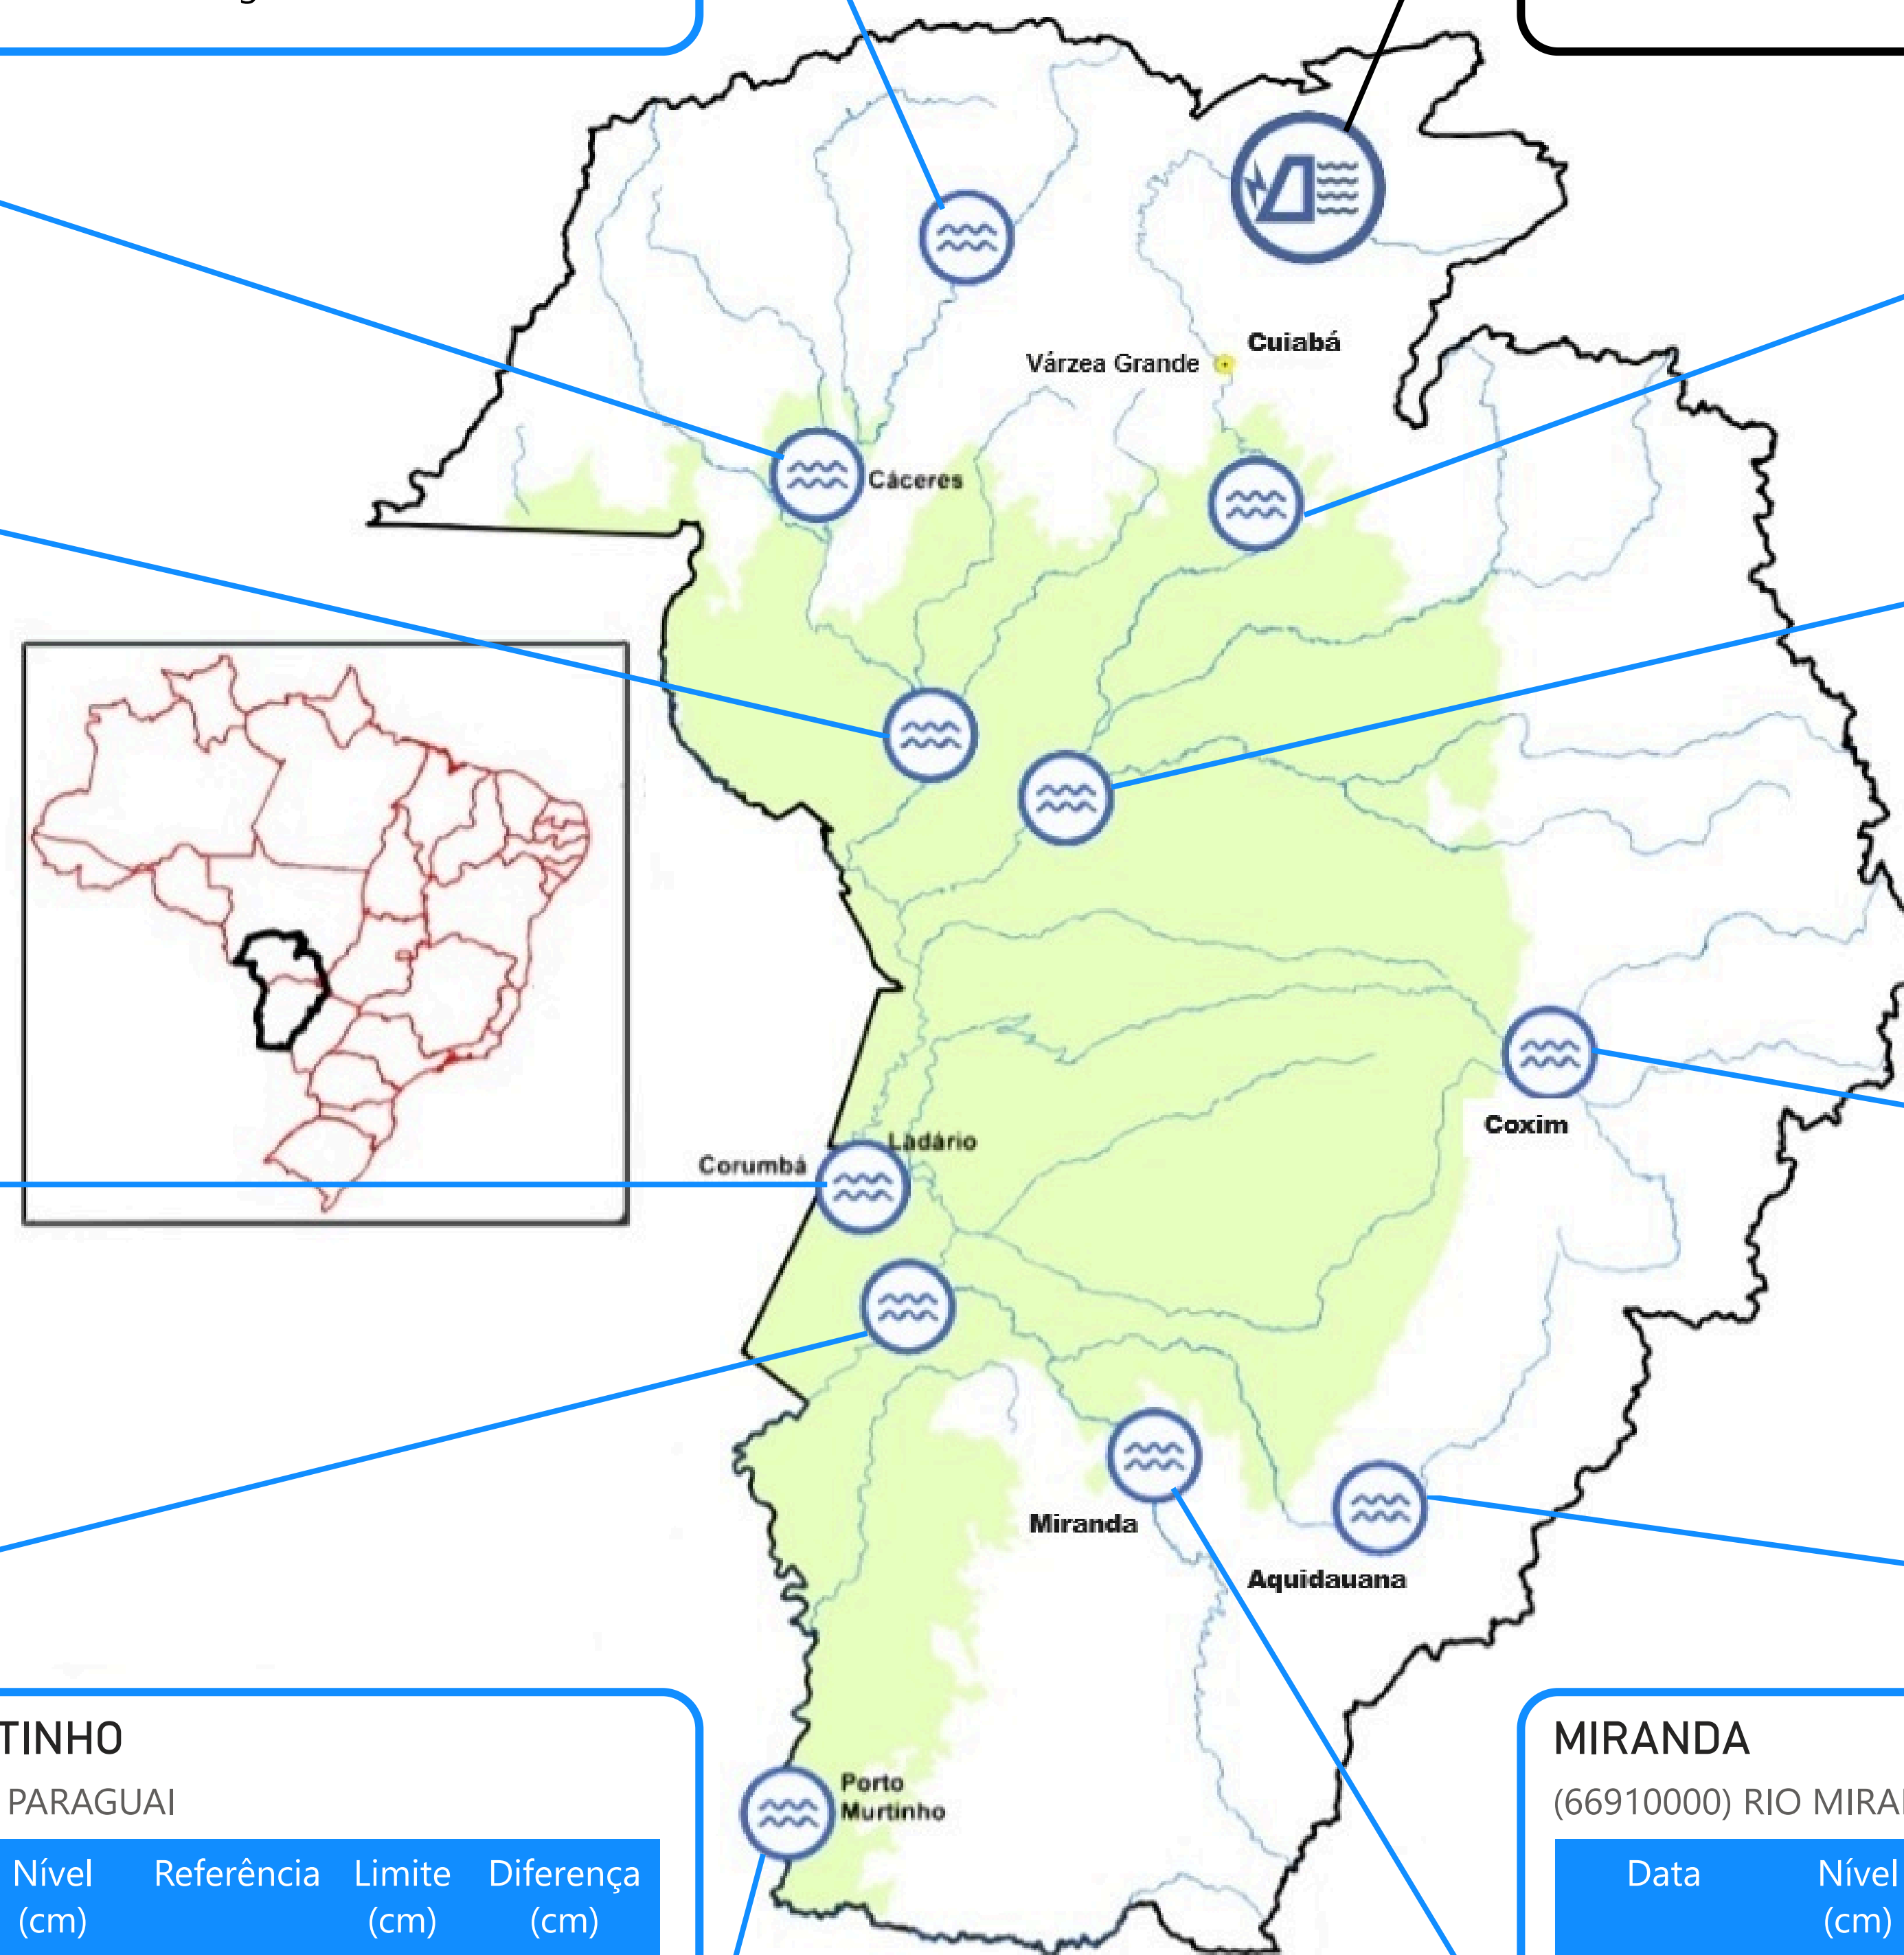 Cuiabá
Várzea Grande
Cáceres
Coxim
Ladário
Corumbá
Miranda
Aquidauana
Porto
Murtinho
TINHO
PARAGUAI
Nível
(cm)
Referência
Limite
(cm)
Diferença
(cm)
MIRANDA
(66910000) RIO MIRA
Data
Nível
(cm)